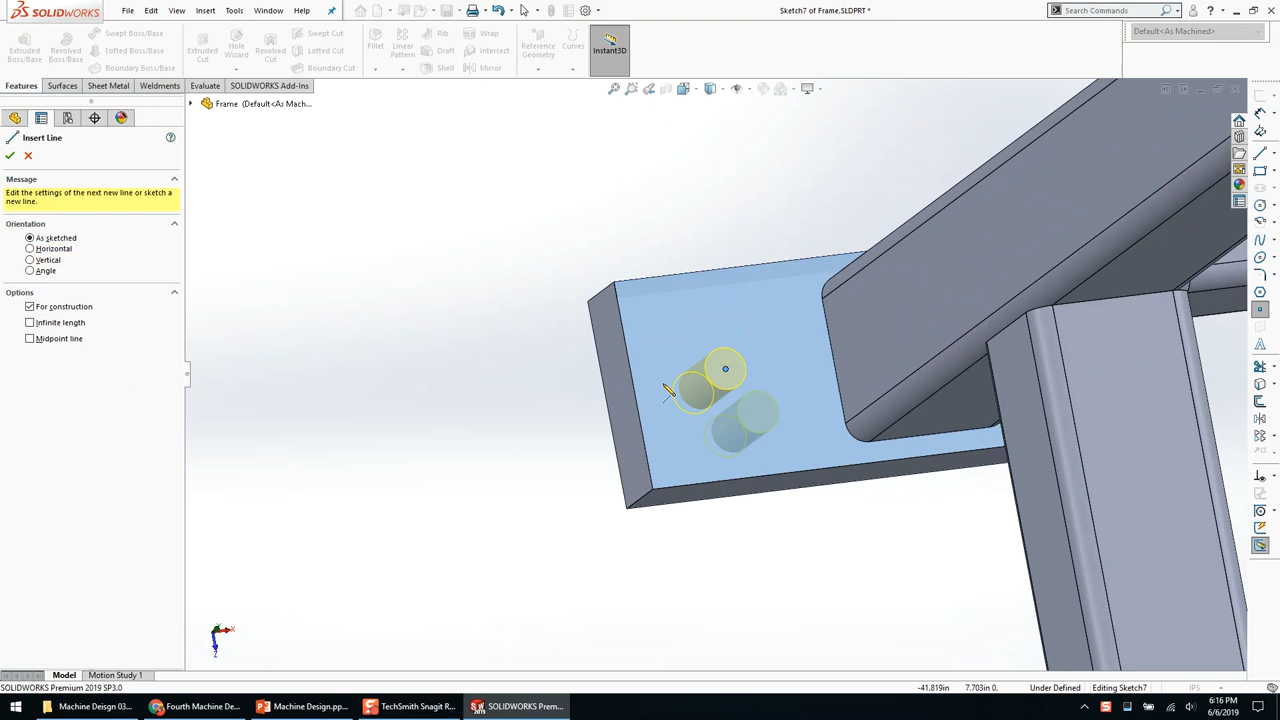 SOLIDWORKS File Edit View Insert Tools Window Help
Sketch7 of Frame.SLDPRT *
Search Commands
Default<As Machined>
Extruded Boss/Base
Revolved Boss/Base
Swept Boss/Base
Lofted Boss/Base
Boundary Boss/Base
Extruded Cut
Hole Wizard
Revolved Cut
Swept Cut
Lofted Cut
Boundary Cut
Fillet
Linear Pattern
Rib
Draft
Shell
Wrap
Intersect
Mirror
Reference Geometry
Curves
Instant3D
Features Surfaces Sheet Metal Weldments Evaluate SOLIDWORKS Add-Ins
Frame (Default<As Mach...
Insert Line
Message
Edit the settings of the next new line or sketch a
new line.
Orientation
As sketched
Horizontal
Vertical
Angle
Options
For construction
Infinite length
Midpoint line
X
Z
Model Motion Study 1
SOLIDWORKS Premium 2019 SP3.0
-41.819in 7.703in 0. Under Defined Editing Sketch7 IPS
Machine Design 03... Fourth Machine De... Machine Design.pp... TechSmith Snagit R... SOLIDWORKS Prem...
6:16 PM
6/6/2019